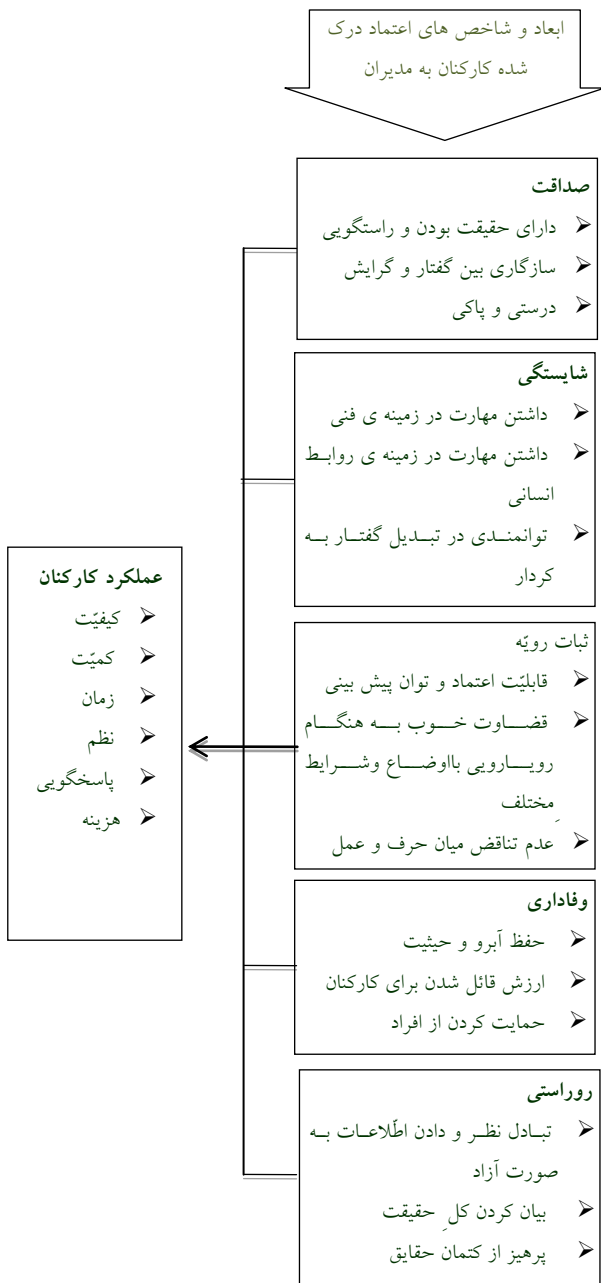 ابعاد و شاخص های اعتماد درک
شده کارکنان به مدیران
صداقت
دارای حقیقت بودن و راستگویی
سازگاری بین گفتار و گرایش
درستی و پاکی
شایستگی
داشتن مهارت در زمینه ی فنی
داشتن مهارت در زمینه ی روابط
انسانی
توانمندی در تبدیل گفتار به
کردار
ثبات رویّه
قابلیّت اعتماد و توان پیش بینی
قضاوت خوب به هنگام
رویارویی بااوضاع وشرایط
مختلف
عدم تناقض میان حرف و عمل
وفاداری
حفظ آبرو و حیثیت
ارزش قائل شدن برای کارکنان
حمایت کردن از افراد
روراستی
تبادل نظر و دادن اطّلاعات به
صورت آزاد
بیان کردن کلِ حقیقت
پرهیز از کتمان حقایق
عملکرد کارکنان
کیفیّت
کمیّت
زمان
نظم
پاسخگویی
هزینه